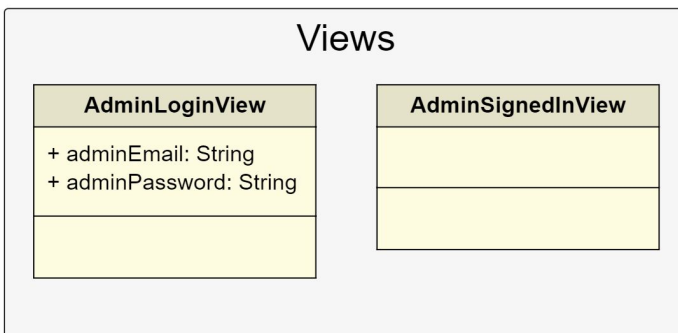 Views
AdminLoginView
+ adminEmail: String
+ adminPassword: String
AdminSignedInView